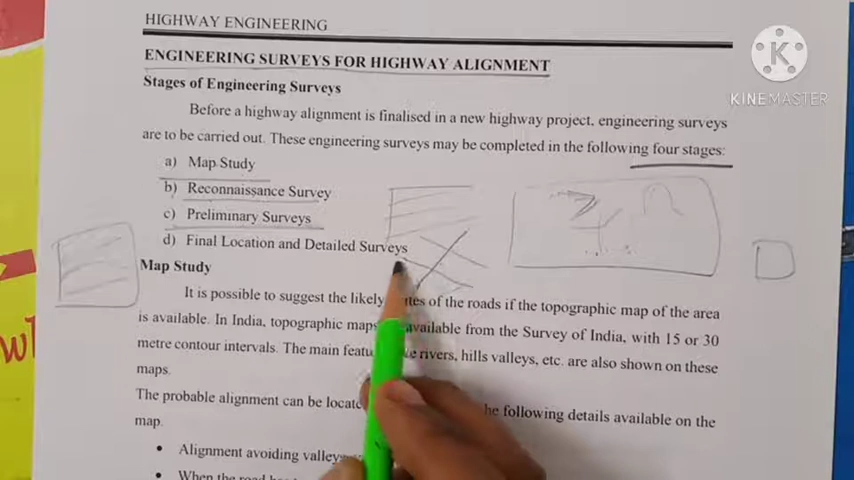 HIGHWAY ENGINEERING
ENGINEERING SURVEYS FOR HIGHWAY ALIGNMENT
Stages of Engineering Surveys
Before a highway alignment is finalised in a new highway project, engineering surveys
are to be carried out. These engineering surveys may be completed in the following four stages:
a) Map Study
b) Reconnaissance Survey
c) Preliminary Surveys
d) Final Location and Detailed Surveys
Map Study
It is possible to suggest the likely of the roads if the topographic map of the area
is available. In India, topographic maps available from the Survey of India, with 15 or 30
metre contour intervals. The main rivers, hills valleys, etc. are also shown on these
maps.
The probable alignment can be the following details available on the
map.
• Alignment avoiding valleys
• When the road
K
KINEMASTER